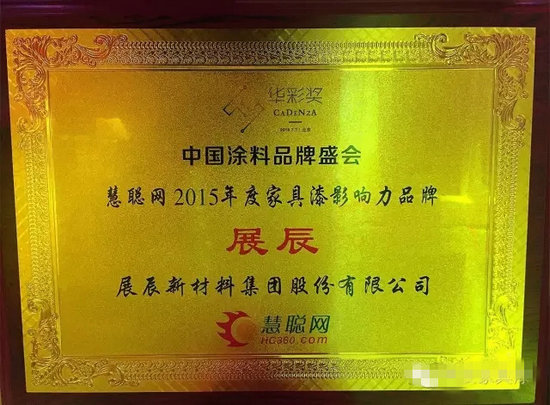 华彩奖
CADENZA
中国涂料品牌盛会
慧聪网2015年度家具漆影响力品牌
展辰
展辰新材料集团股份有限公司
慧聪网
HC360.com